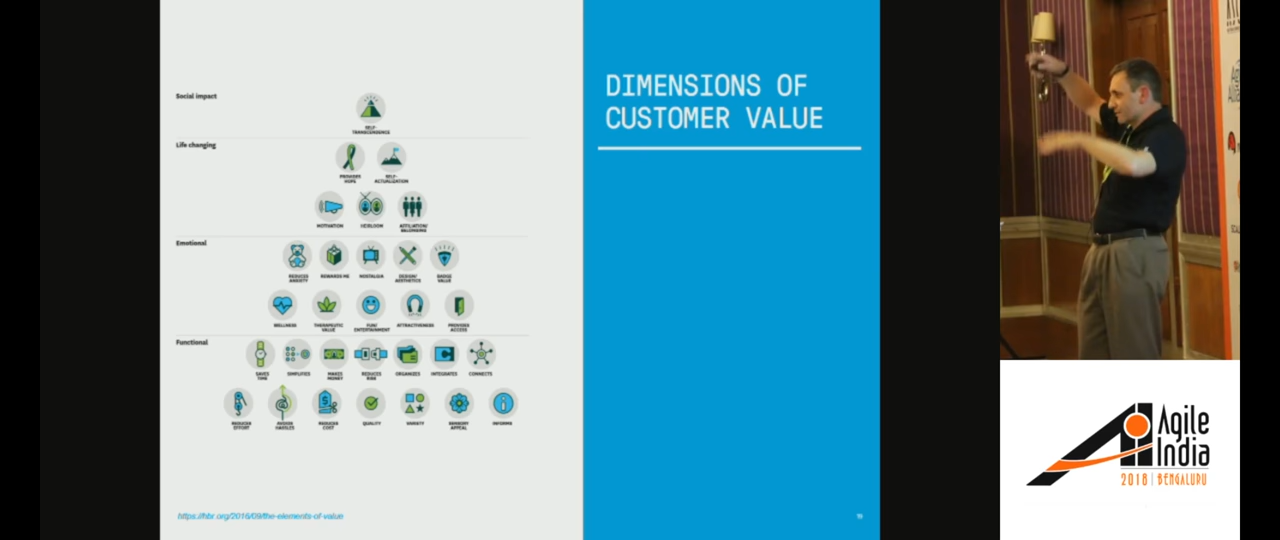 DIMENSIONS OF
CUSTOMER VALUE
Social impact
SELF-
TRANSCENDENCE
Life changing
PROVIDES
HOPE
SELF-
ACTUALIZATION
MOTIVATION
HEIRLOOM
AFFILIATION/
BELONGING
Emotional
REDUCES
ANXIETY
REWARDS ME
NOSTALGIA
DESIGN/
AESTHETICS
BADGE
VALUE
WELLNESS
THERAPEUTIC
VALUE
FUN/
ENTERTAINMENT
ATTRACTIVENESS
PROVIDES
ACCESS
Functional
SAVES
TIME
SIMPLIFIES
MAKES
MONEY
REDUCES
RISK
ORGANIZES
INTEGRATES
CONNECTS
REDUCES
EFFORT
AVOIDS
HASSLES
REDUCES
COST
QUALITY
VARIETY
SENSORY
APPEAL
INFORMS
https://hbr.org/2016/09/the-elements-of-value
Agile
India
2018 | BENGALURU